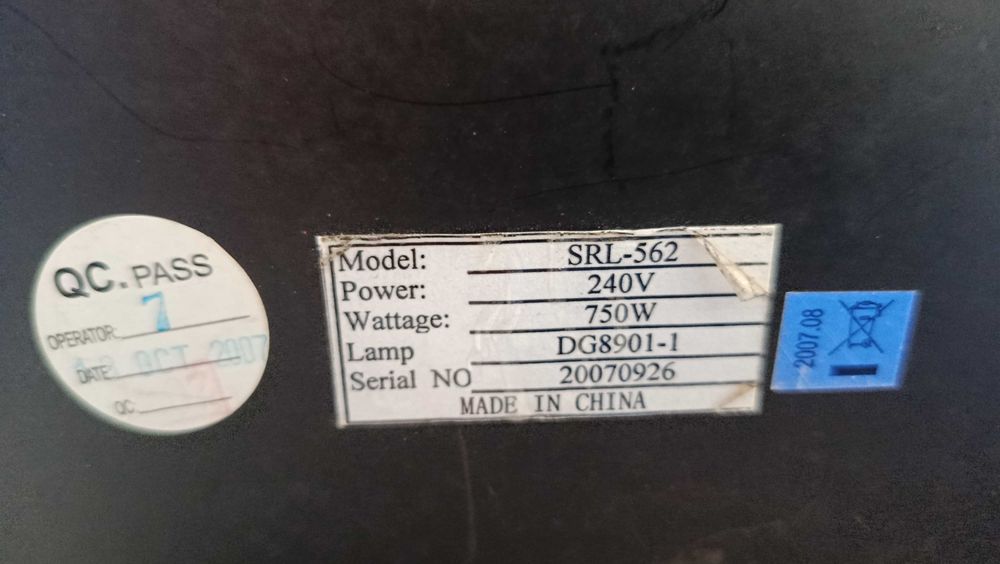 QC. PASS
OPERATOR: 7
DATE: OCT 2007
QC
Model: SRL-562
Power: 240V
Wattage: 750W
Lamp DG8901-1
Serial NO 20070926
MADE IN CHINA
2007.08